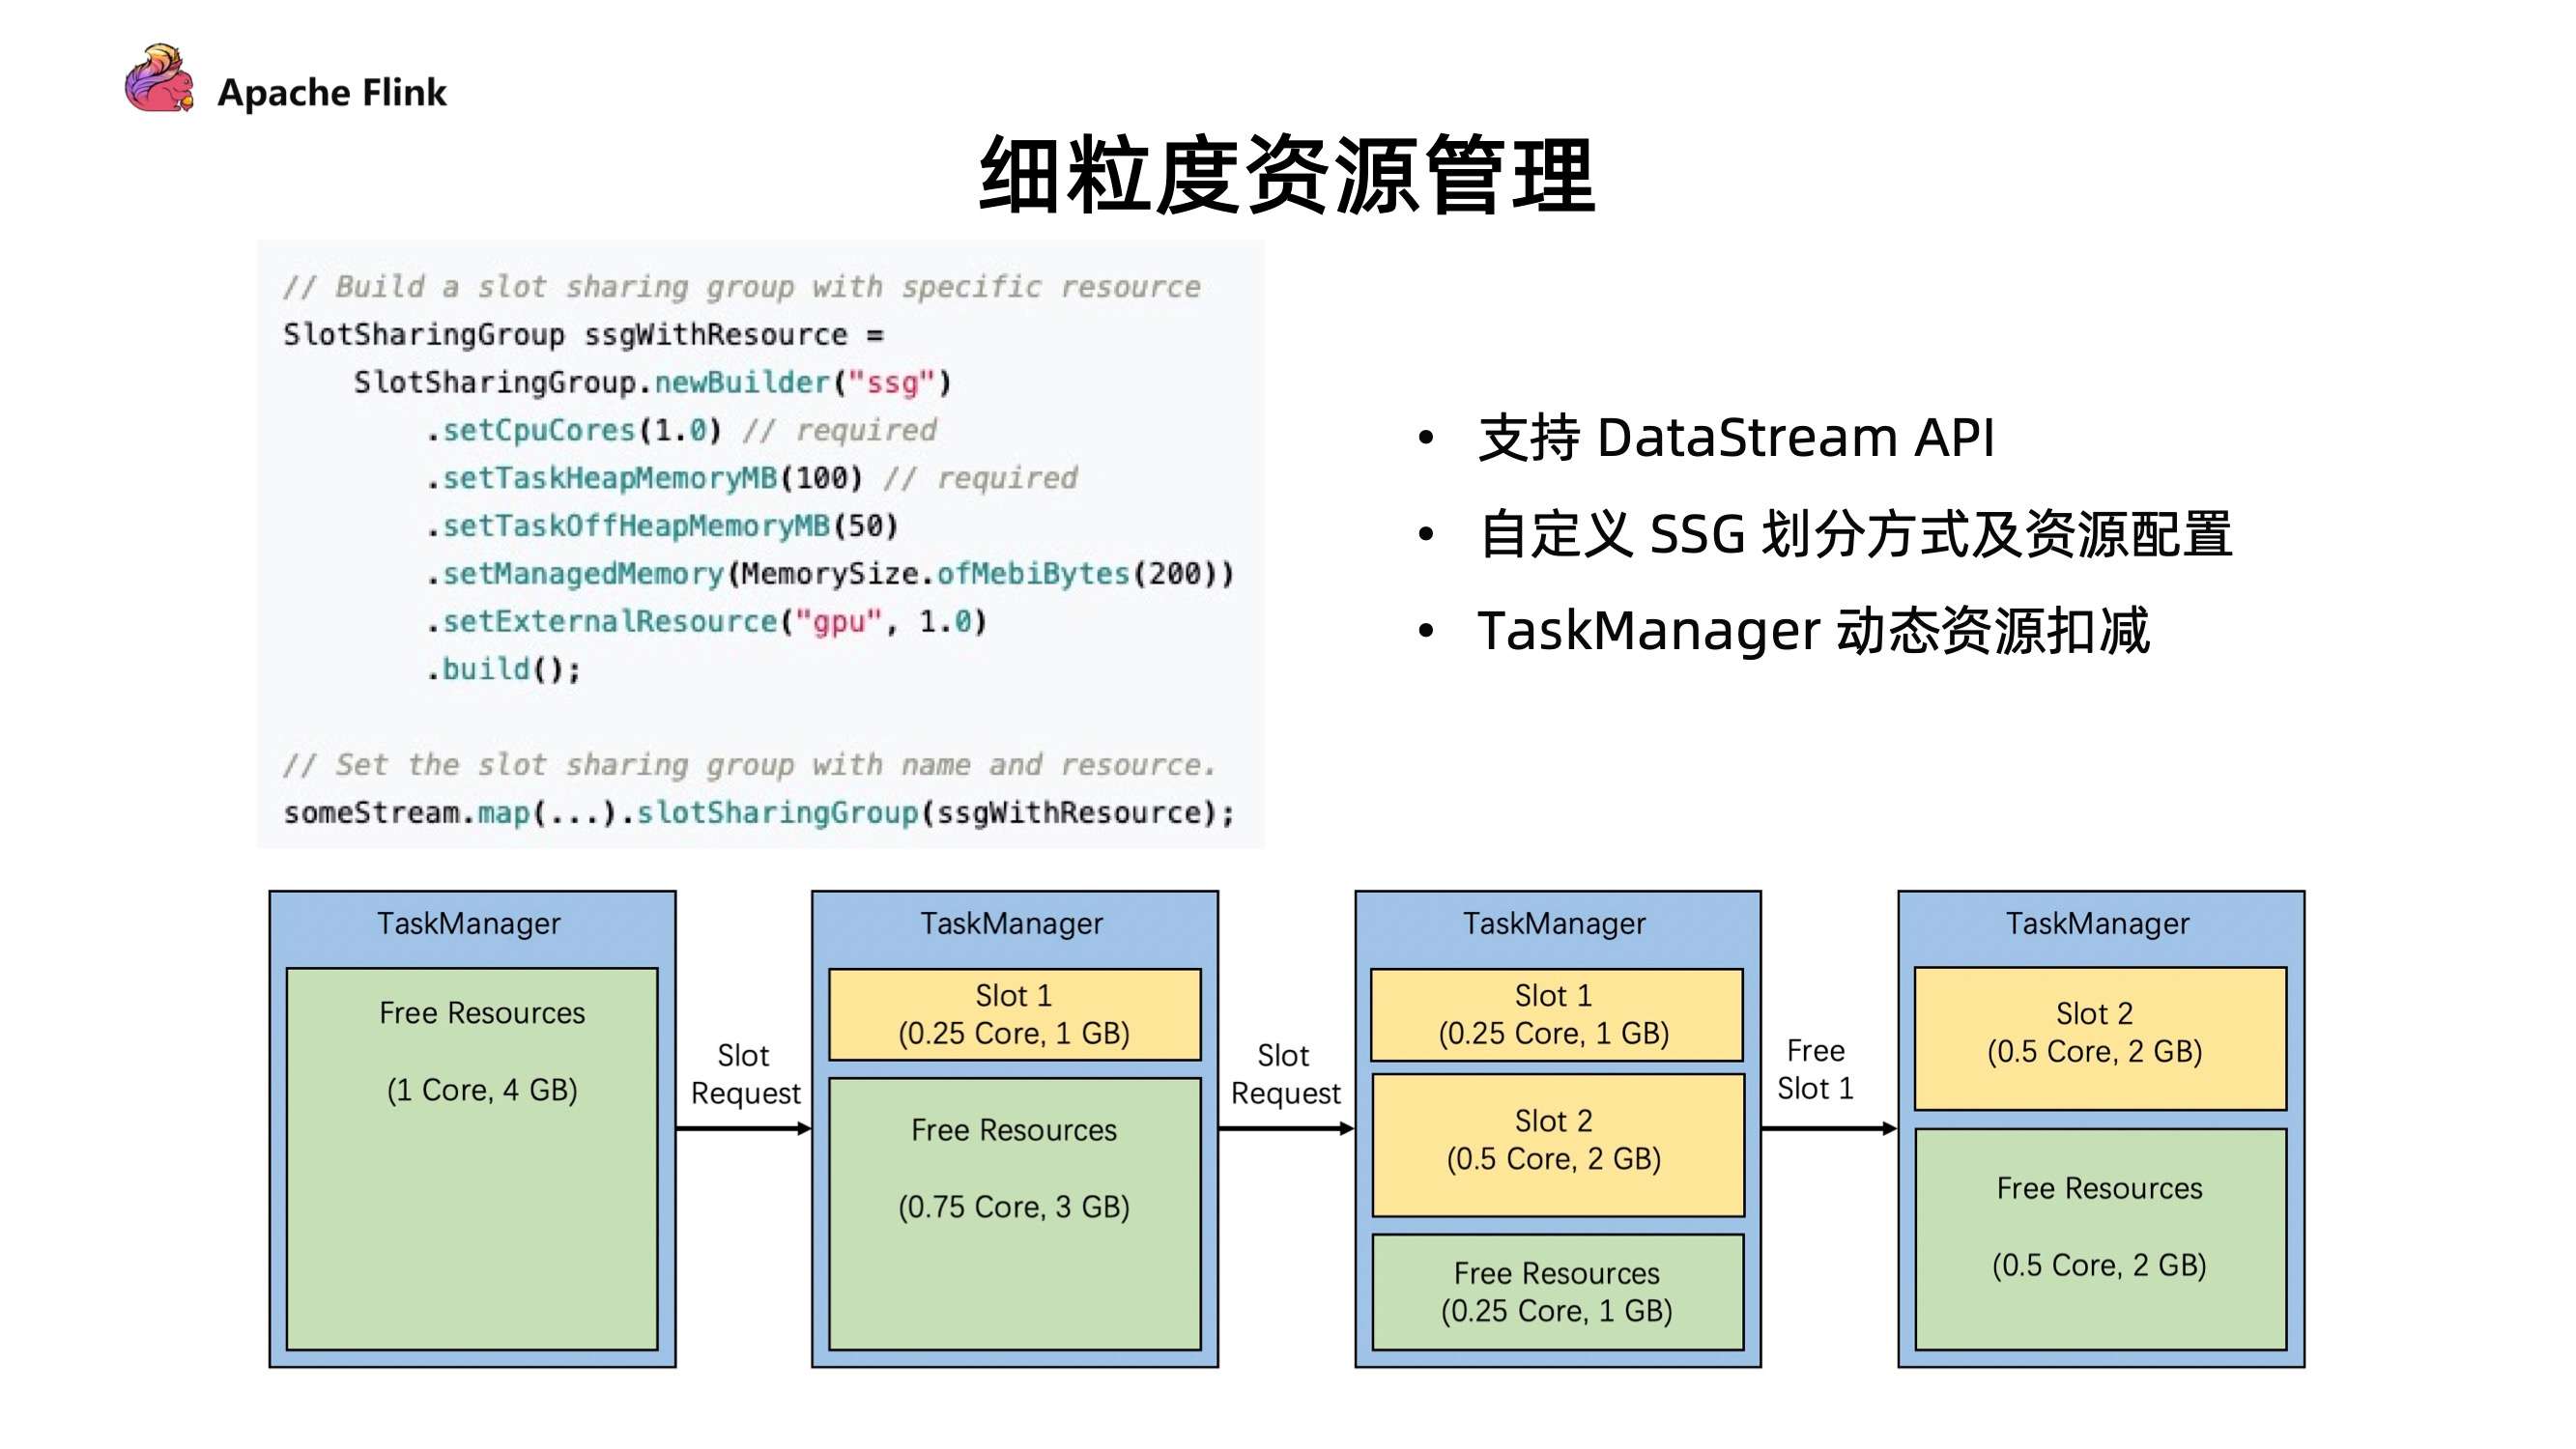 Apache Flink
细粒度资源管理
// Build a slot sharing group with specific resource
SlotSharingGroup ssgWithResource =
    SlotSharingGroup.newBuilder("ssg")
        .setCpuCores(1.0) // required
        .setTaskHeapMemoryMB(100) // required
        .setTaskOffHeapMemoryMB(50)
        .setManagedMemory(MemorySize.ofMebiBytes(200))
        .setExternalResource("gpu", 1.0)
        .build();
// Set the slot sharing group with name and resource.
someStream.map(...).slotSharingGroup(ssgWithResource);
• 支持 DataStream API
• 自定义 SSG 划分方式及资源配置
• TaskManager 动态资源扣减
TaskManager
Free Resources
(1 Core, 4 GB)
Slot
Request
TaskManager
Slot 1
(0.25 Core, 1 GB)
Free Resources
(0.75 Core, 3 GB)
Slot
Request
TaskManager
Slot 1
(0.25 Core, 1 GB)
Slot 2
(0.5 Core, 2 GB)
Free Resources
(0.25 Core, 1 GB)
Free
Slot 1
TaskManager
Slot 2
(0.5 Core, 2 GB)
Free Resources
(0.5 Core, 2 GB)